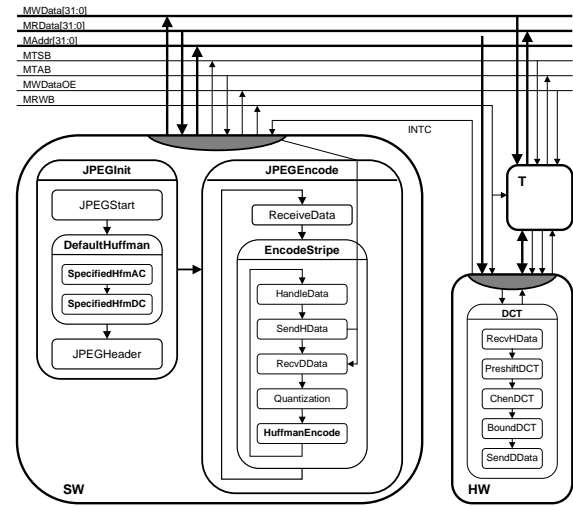 MWData[31:0]
MRData[31:0]
MAddr[31:0]
MTSB
MTAB
MWDataOE
MRWB
INTC
JPEGInit
JPEGStart
DefaultHuffman
SpecifiedHfmAC
SpecifiedHfmDC
JPEGHeader
JPEGEncode
ReceiveData
EncodeStripe
HandleData
SendHData
RecvDData
Quantization
HuffmanEncode
SW
T
DCT
RecvHData
PreshiftDCT
ChenDCT
BoundDCT
SendDData
HW